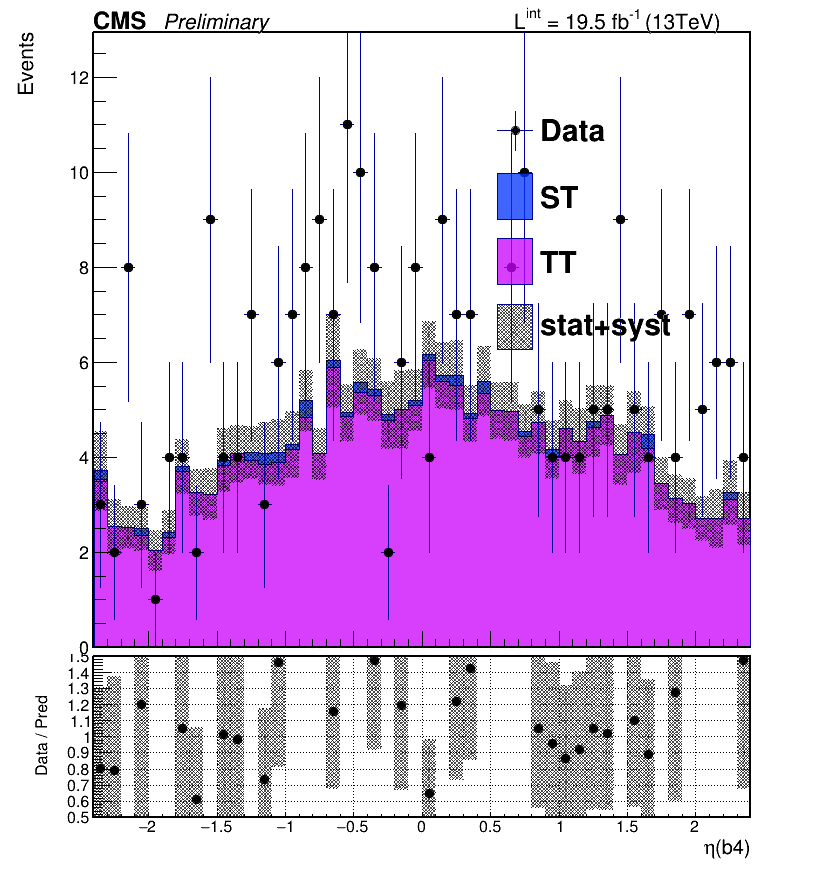 CMS Preliminary L^int = 19.5 fb^-1 (13TeV)
Events
12
10
8
6
4
2
0
Data
ST
TT
stat+syst
Data / Pred
1.5
1.4
1.3
1.2
1.1
1
0.9
0.8
0.7
0.6
0.5
−2 −1.5 −1 −0.5 0 0.5 1 1.5 2
η(b4)